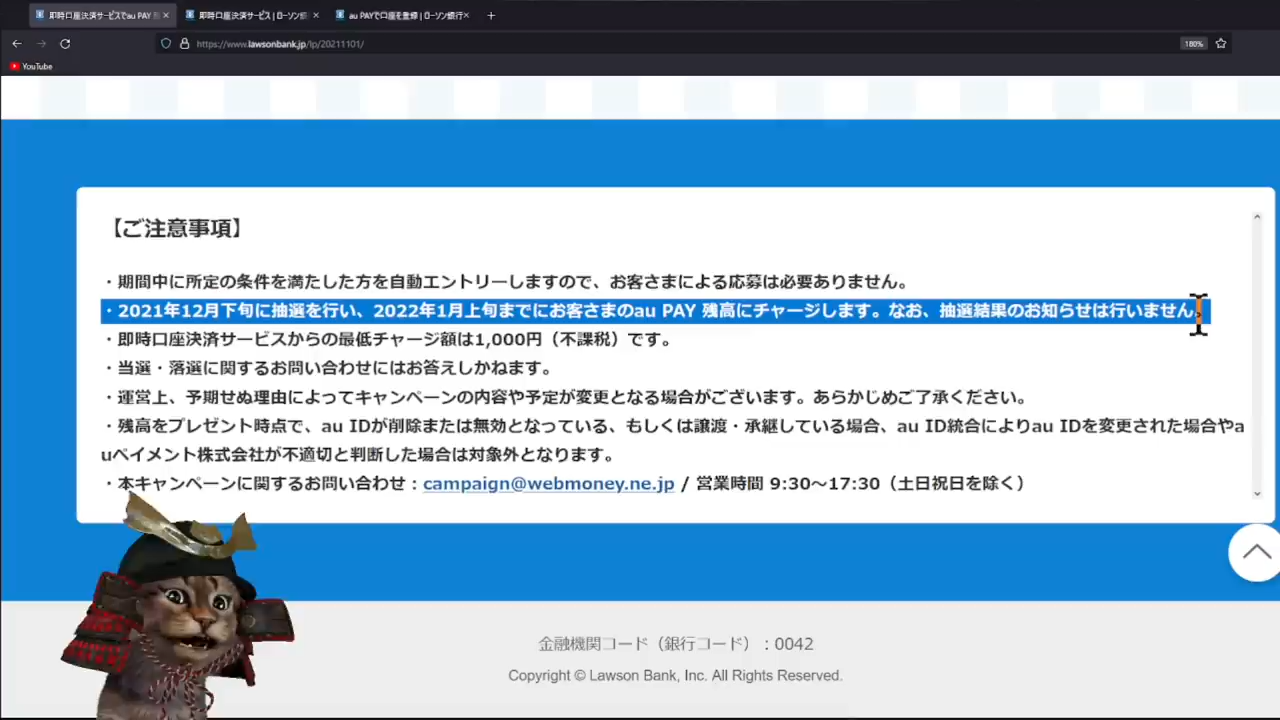 即時口座決済サービスでau PAY
即時口座決済サービス | ローソン銀
au PAYで口座を登録 | ローソン銀行
https://www.lawsonbank.jp/lp/20211101/
180%
YouTube
【ご注意事項】
・期間中に所定の条件を満たした方を自動エントリーしますので、お客さまによる応募は必要ありません。
・2021年12月下旬に抽選を行い、2022年1月上旬までにお客さまのau PAY 残高にチャージします。なお、抽選結果のお知らせは行いません。
・即時口座決済サービスからの最低チャージ額は1,000円（不課税）です。
・当選・落選に関するお問い合わせにはお答えしかねます。
・運営上、予期せぬ理由によってキャンペーンの内容や予定が変更となる場合がございます。あらかじめご了承ください。
・残高をプレゼント時点で、au IDが削除または無効となっている、もしくは譲渡・承継している場合、au ID統合によりau IDを変更された場合やa
uペイメント株式会社が不適切と判断した場合は対象外となります。
・本キャンペーンに関するお問い合わせ：campaign@webmoney.ne.jp / 営業時間 9:30～17:30（土日祝日を除く）
金融機関コード（銀行コード）：0042
Copyright © Lawson Bank, Inc. All Rights Reserved.